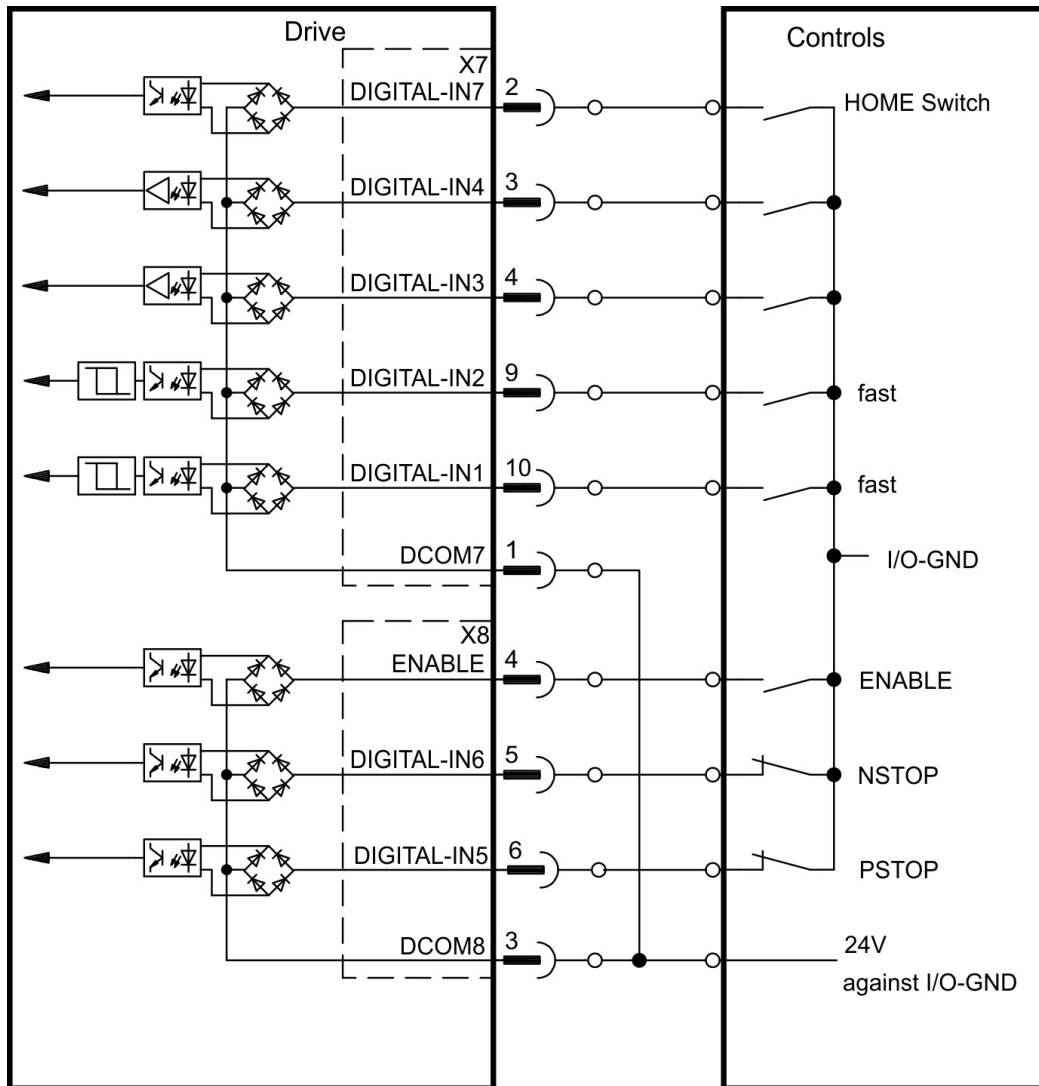 Drive
Controls
X7
DIGITAL-IN7
2
HOME Switch
DIGITAL-IN4
3
DIGITAL-IN3
4
DIGITAL-IN2
9
fast
DIGITAL-IN1
10
fast
DCOM7
1
I/O-GND
X8
ENABLE
4
ENABLE
DIGITAL-IN6
5
NSTOP
DIGITAL-IN5
6
PSTOP
DCOM8
3
24V
against I/O-GND